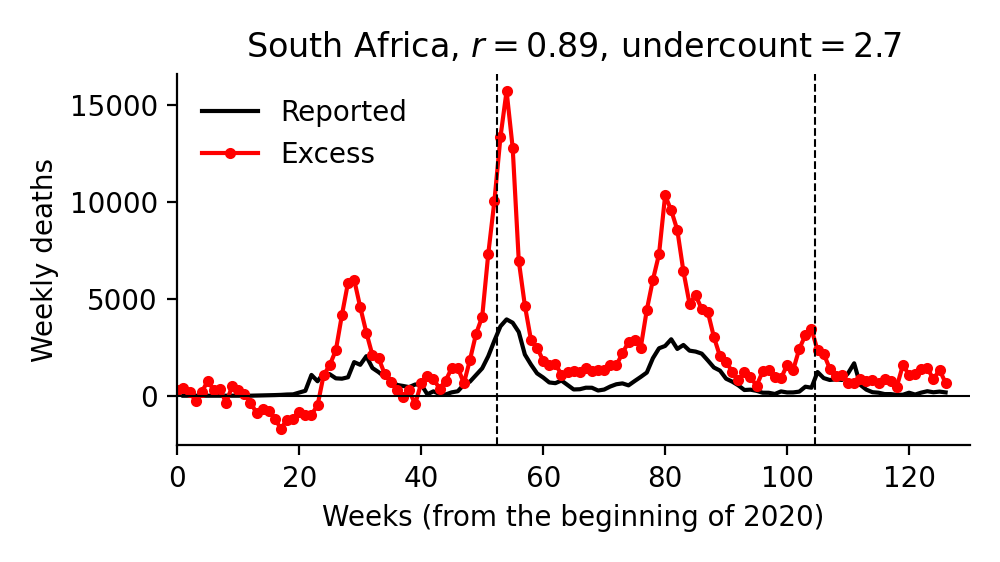 South Africa, r = 0.89, undercount = 2.7
15000
10000
5000
0
Weekly deaths
Reported
Excess
0 20 40 60 80 100 120
Weeks (from the beginning of 2020)